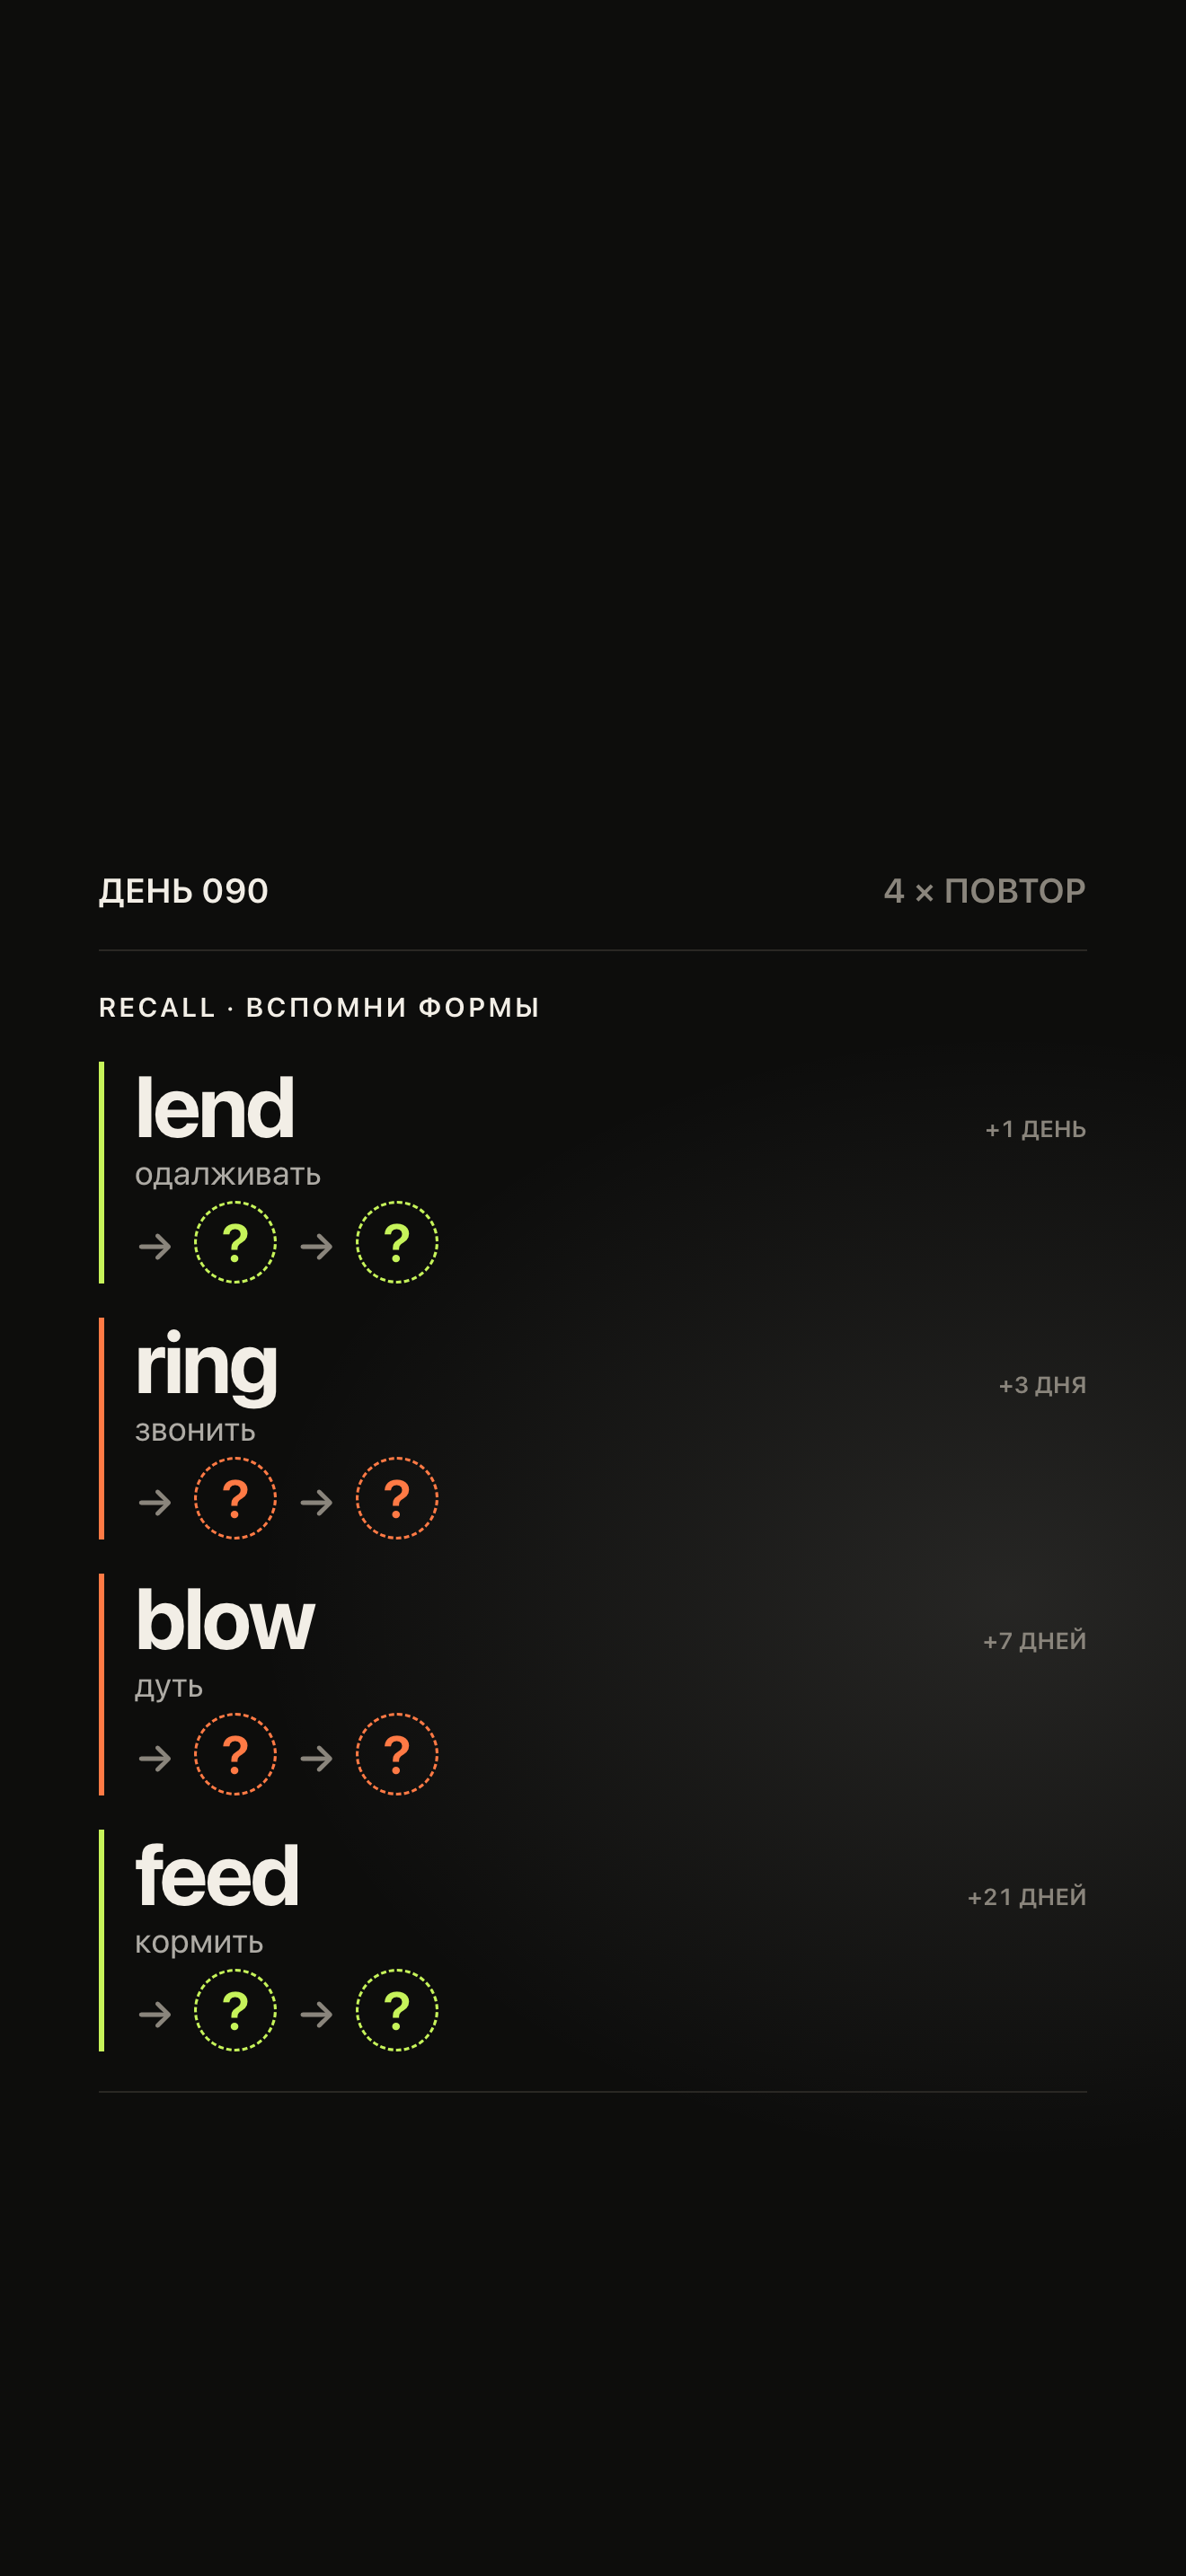 ДЕНЬ 090
4 × ПОВТОР
RECALL · ВСПОМНИ ФОРМЫ
lend
+1 ДЕНЬ
одалживать
→ ? → ?
ring
+3 ДНЯ
звонить
→ ? → ?
blow
+7 ДНЕЙ
дуть
→ ? → ?
feed
+21 ДНЕЙ
кормить
→ ? → ?